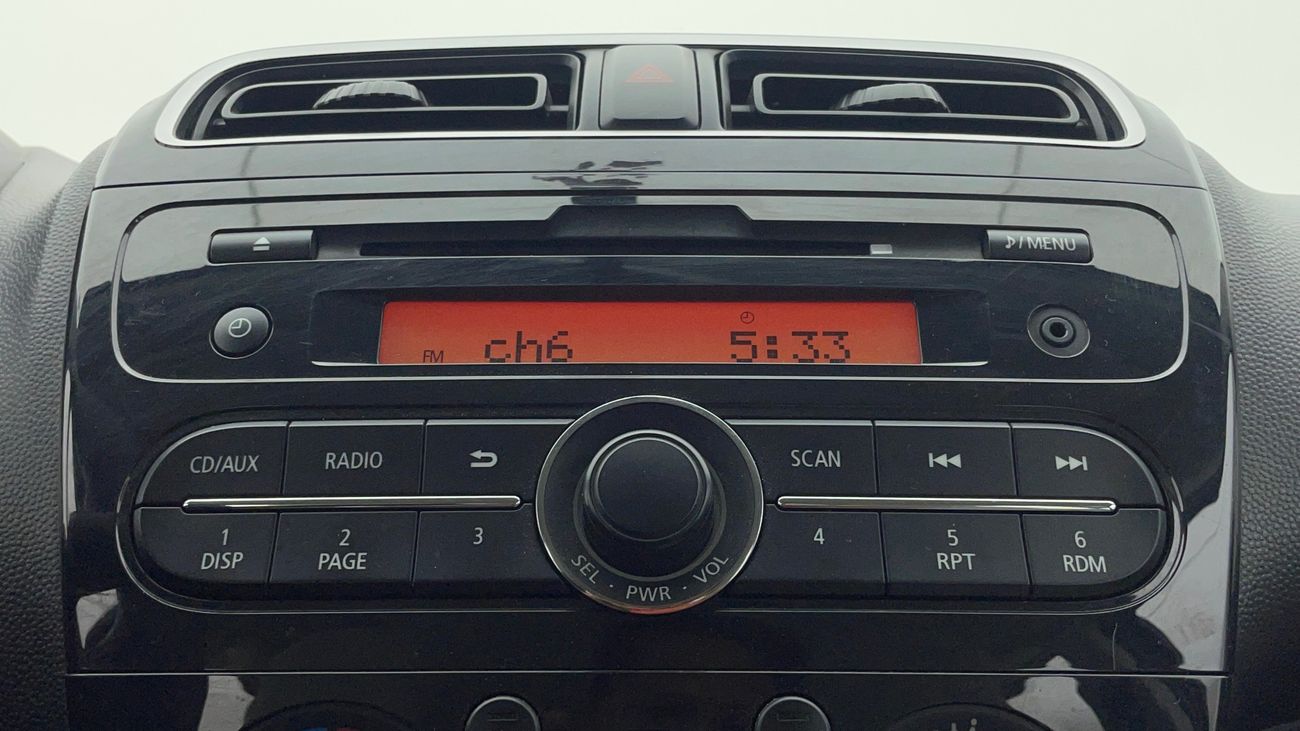 ♪/MENU
FM ch6 5:33
CD/AUX RADIO SCAN
1 2 3 4 5 6
DISP PAGE RPT RDM
SEL · PWR · VOL